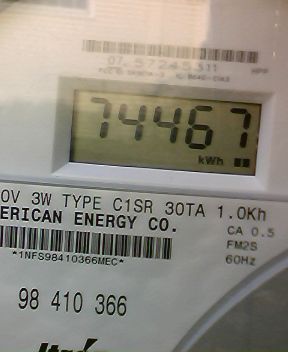 74467
kWh
0V 3W TYPE C1SR 30TA 1.0Kh
ERICAN ENERGY CO.
CA 0.5
FM2S
60Hz
*1NFS98410366MEC*
98 410 366